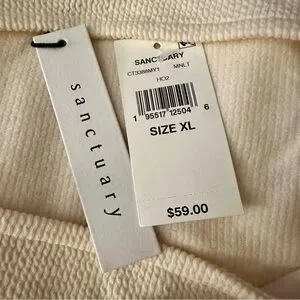 sanctuary
SANCTUARY
CT3388MY1 MNLT
HO2
1 95517 12504 6
SIZE XL
$59.00